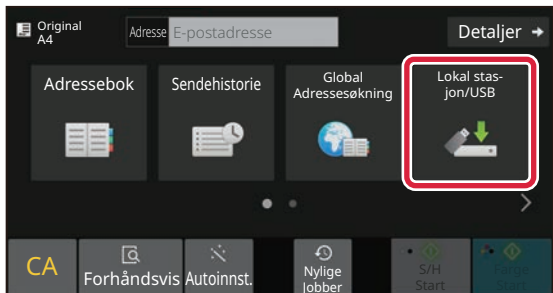 Original
A4
Adresse
E-postadresse
Detaljer
Adressebok
Sendehistorie
Global
Adressesøkning
Lokal stas-
jon/USB
CA
Forhåndsvis
Autoinnst.
Nylige
Jobber
S/H
Start
Farge
Start